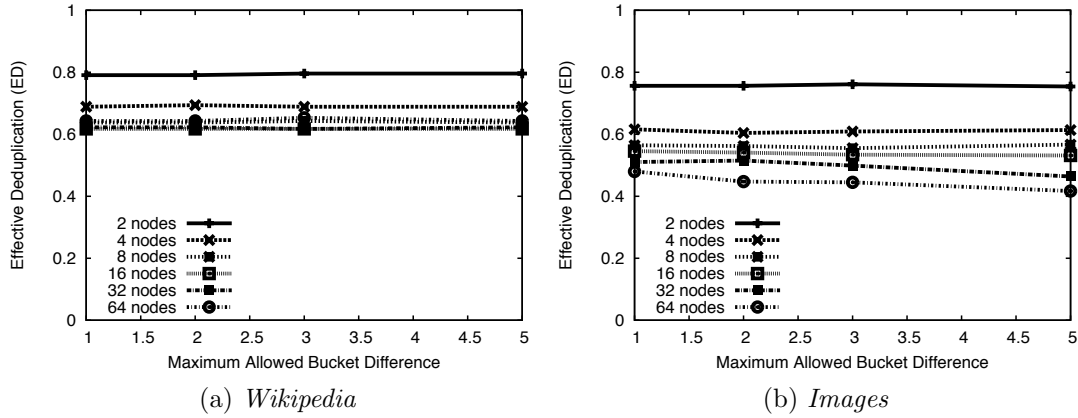 1
0.8
0.6
0.4
0.2
0
Effective Deduplication (ED)
2 nodes
4 nodes
8 nodes
16 nodes
32 nodes
64 nodes
1 1.5 2 2.5 3 3.5 4 4.5 5
Maximum Allowed Bucket Difference
(a) Wikipedia
1
0.8
0.6
0.4
0.2
0
Effective Deduplication (ED)
2 nodes
4 nodes
8 nodes
16 nodes
32 nodes
64 nodes
1 1.5 2 2.5 3 3.5 4 4.5 5
Maximum Allowed Bucket Difference
(b) Images